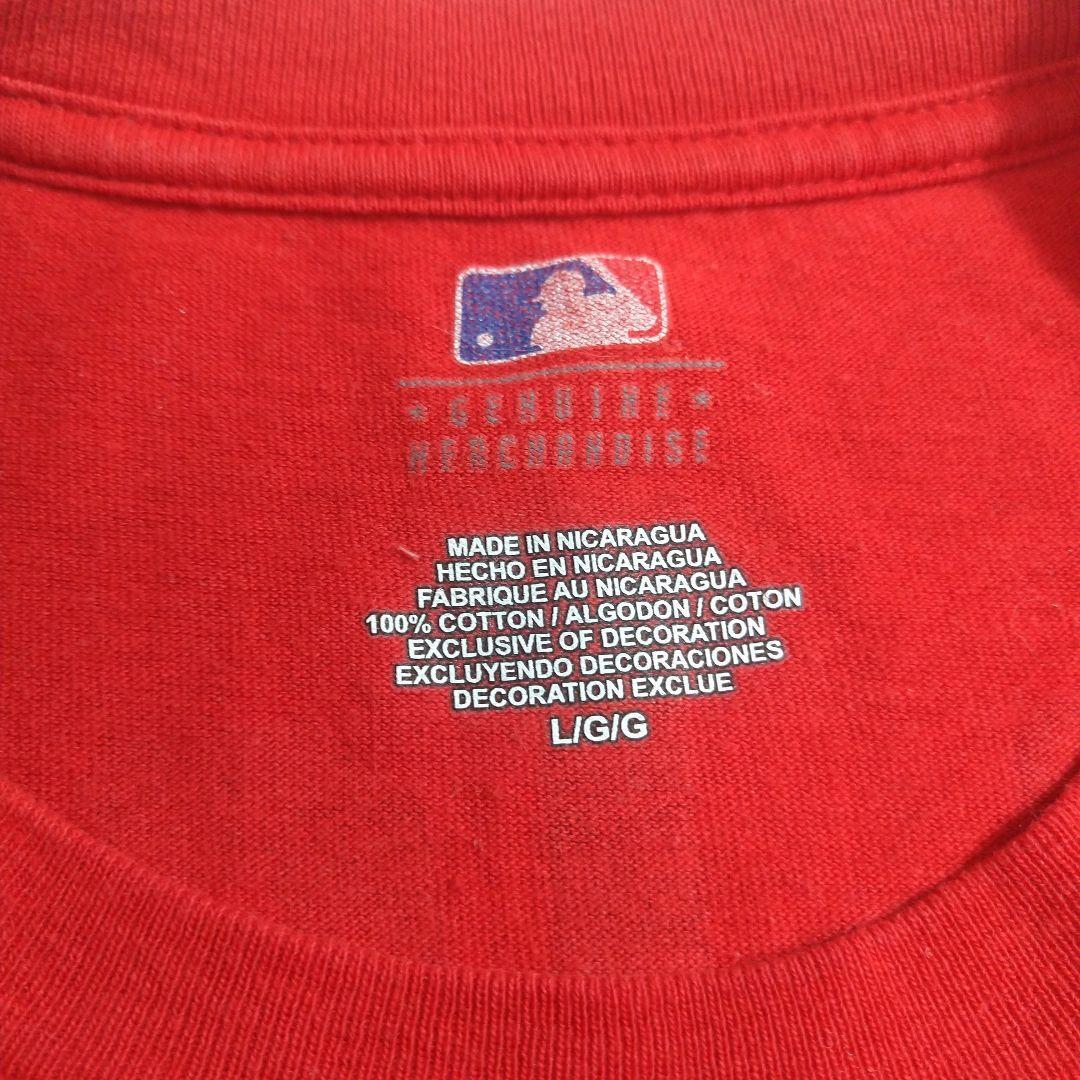 ★ GENUINE ★
MERCHANDISE
MADE IN NICARAGUA
HECHO EN NICARAGUA
FABRIQUE AU NICARAGUA
100% COTTON / ALGODON / COTON
EXCLUSIVE OF DECORATION
EXCLUYENDO DECORACIONES
DECORATION EXCLUE
L/G/G